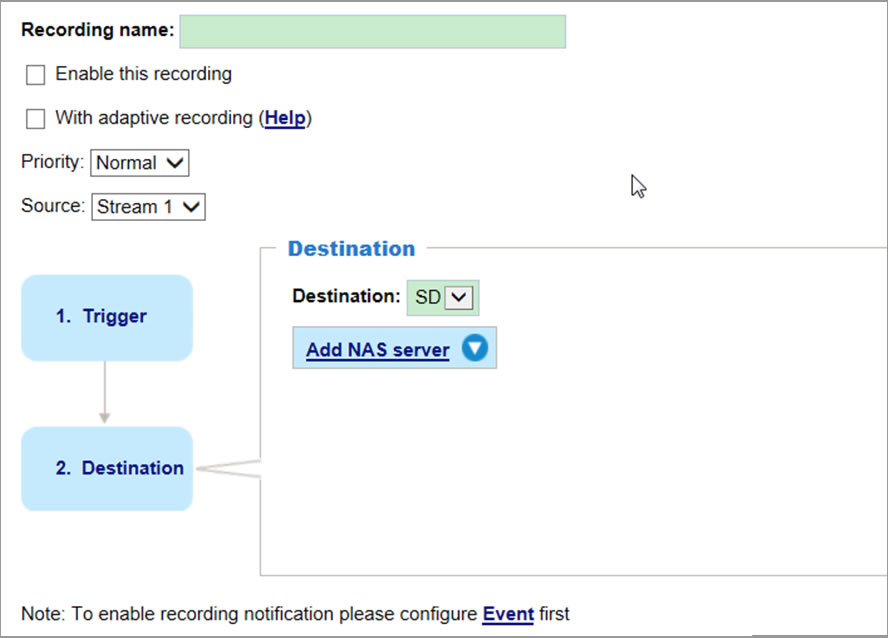 Recording name:
Enable this recording
With adaptive recording (Help)
Priority: Normal
Source: Stream 1
Destination
1. Trigger
Destination: SD
Add NAS server
2. Destination
Note: To enable recording notification please configure Event first